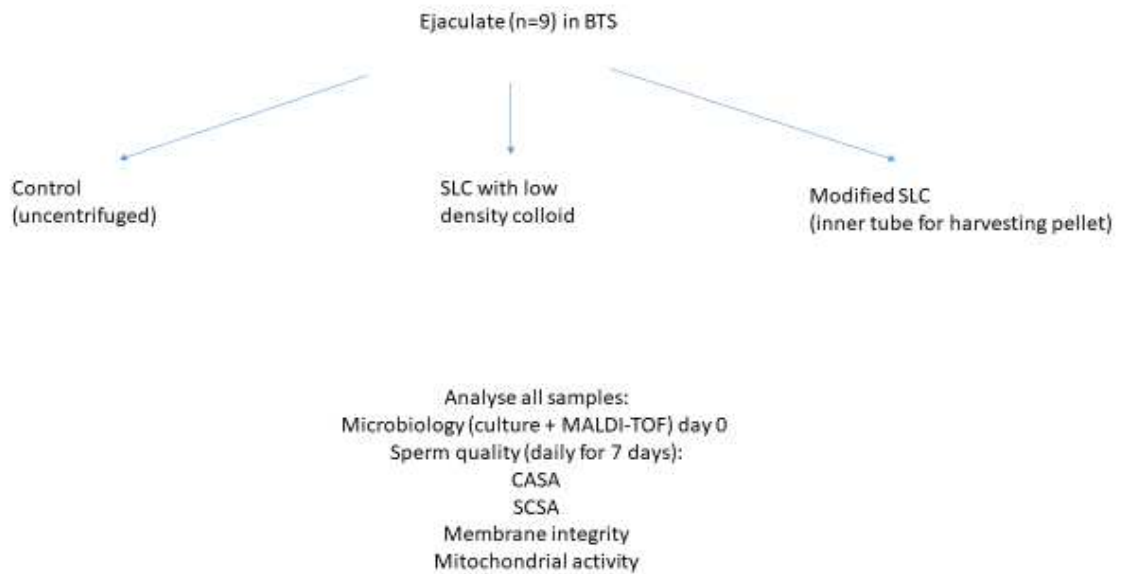 Ejaculate (n=9) in BTS
Control
(uncentrifuged)
SLC with low
density colloid
Modified SLC
(inner tube for harvesting pellet)
Analyse all samples:
Microbiology (culture + MALDI-TOF) day 0
Sperm quality (daily for 7 days):
CASA
SCSA
Membrane integrity
Mitochondrial activity